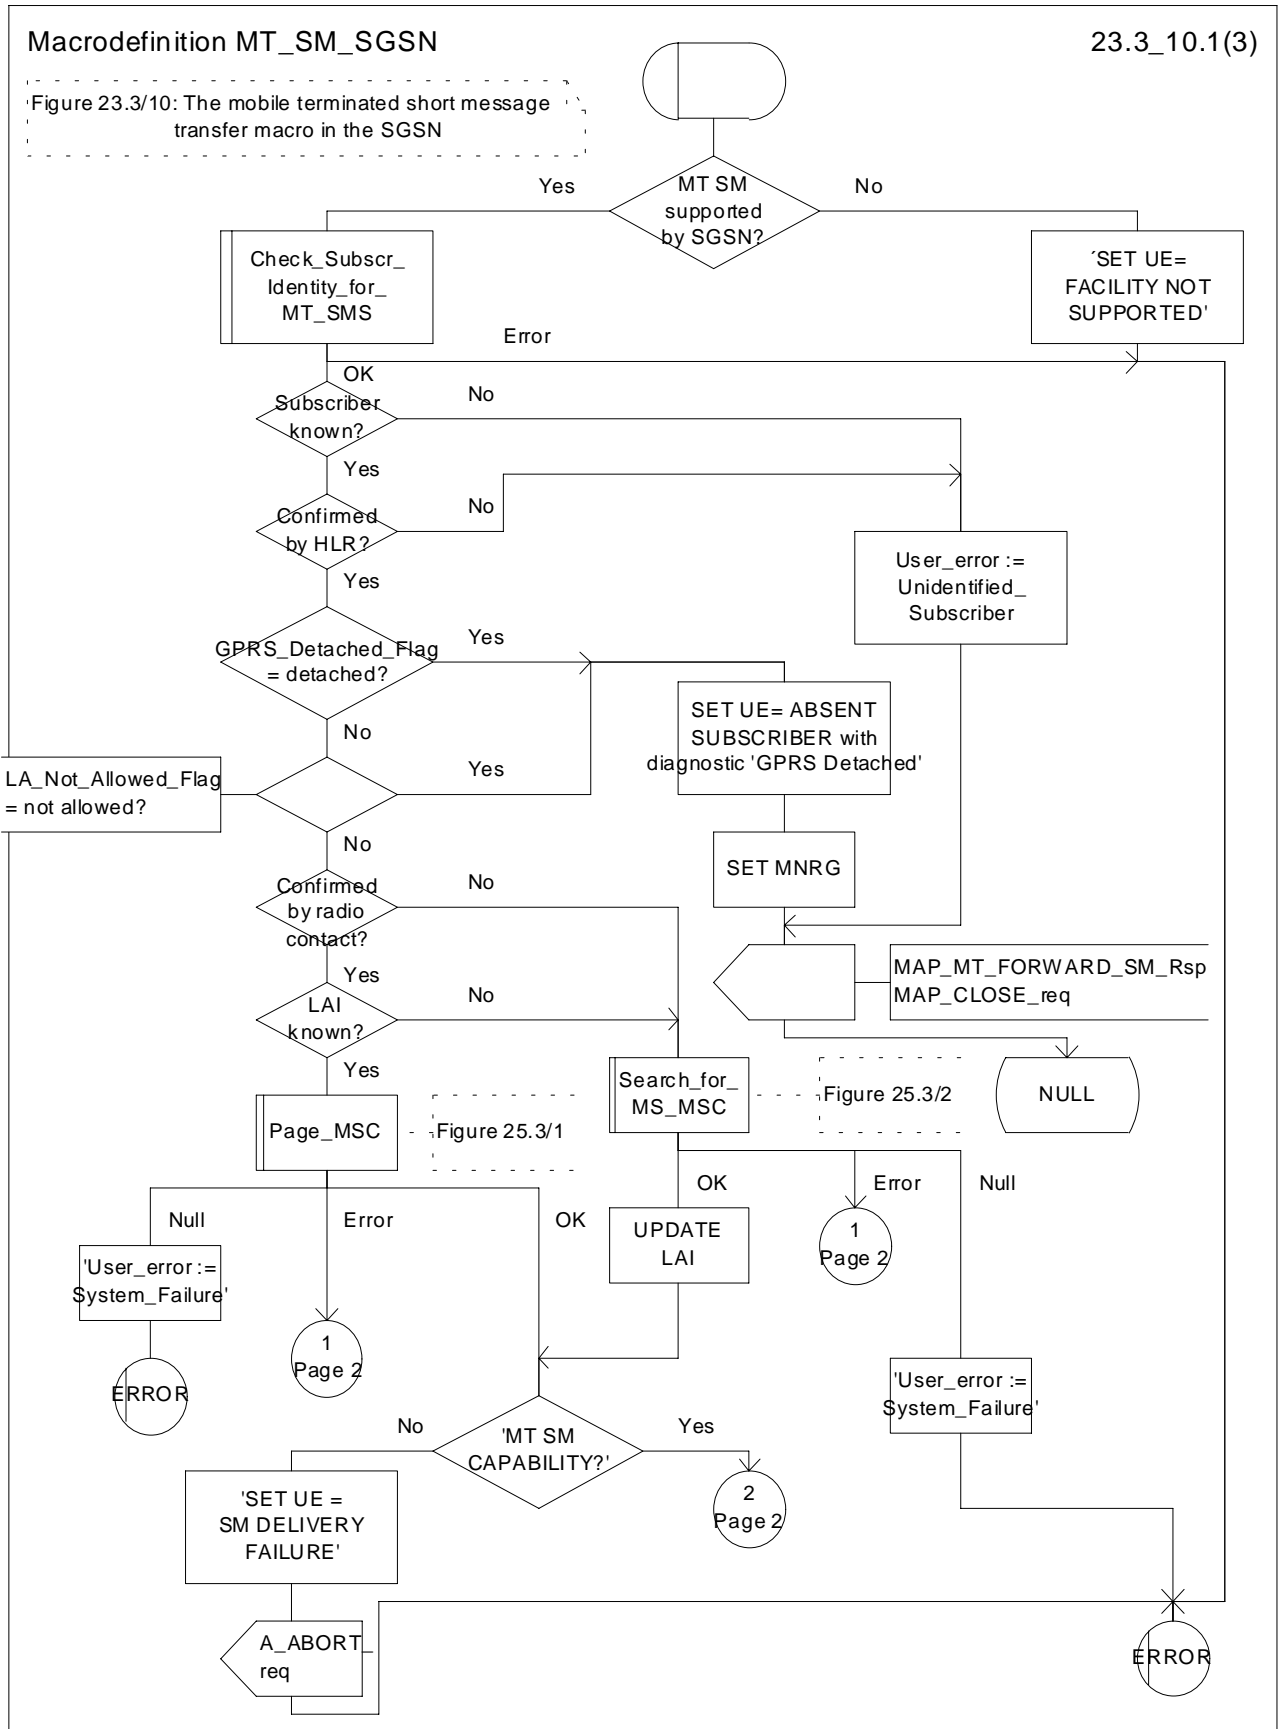 Macrodefinition MT_SM_SGSN
23.3_10.1(3)
Figure 23.3/10: The mobile terminated short message
transfer macro in the SGSN
Yes
MT SM
supported
by SGSN?
No
Check_Subscr_
Identity_for_
MT_SMS
´SET UE=
FACILITY NOT
SUPPORTED'
Error
OK
Subscriber
known?
No
Yes
Confirmed
by HLR?
No
Yes
User_error :=
Unidentified_
Subscriber
GPRS_Detached_Flag
= detached?
Yes
No
SET UE= ABSENT
SUBSCRIBER with
diagnostic 'GPRS Detached'
LA_Not_Allowed_Flag
= not allowed?
Yes
No
SET MNRG
Confirmed
by radio
contact?
No
Yes
MAP_MT_FORWARD_SM_Rsp
MAP_CLOSE_req
LAI
known?
No
Yes
Search_for_
MS_MSC
Figure 25.3/2
NULL
Page_MSC
Figure 25.3/1
OK
Error
Null
Null
Error
OK
UPDATE
LAI
1
Page 2
'User_error :=
System_Failure'
1
Page 2
ERROR
'User_error :=
System_Failure'
No
'MT SM
CAPABILITY?'
Yes
2
Page 2
'SET UE =
SM DELIVERY
FAILURE'
A_ABORT_
req
ERROR